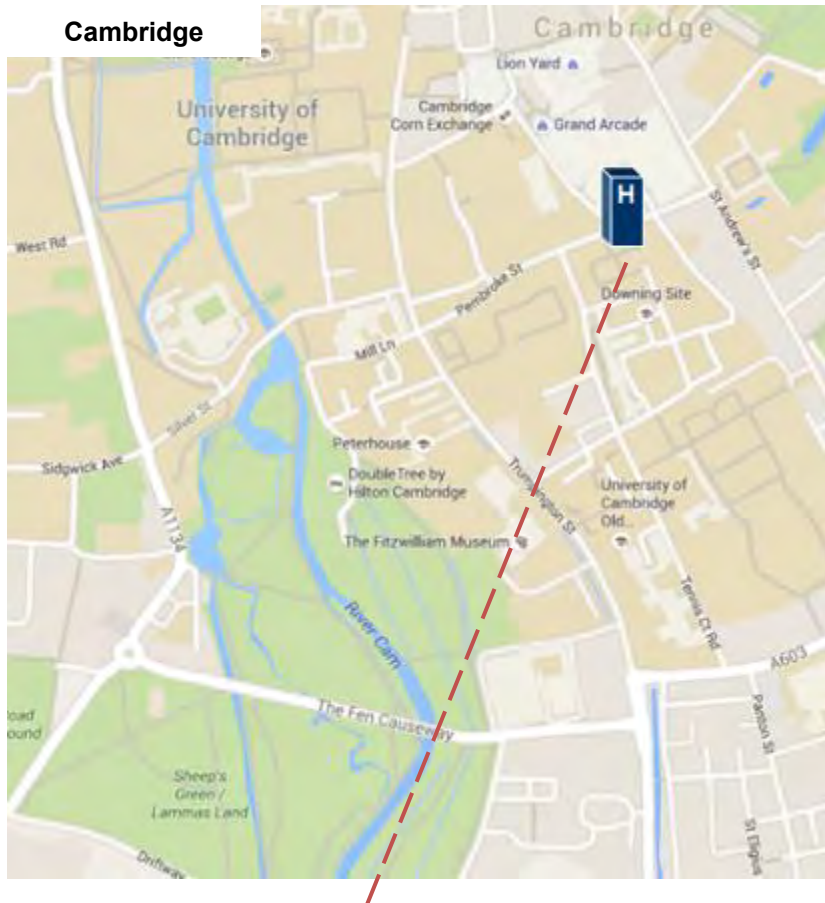 Cambridge
Cambridge
Lion Yard
University of
Cambridge
Cambridge
Corn Exchange
Grand Arcade
H
St Andrew's St
West Rd
Pembroke St
Downing Site
Mill Ln
Silver St
Peterhouse
Sidgwick Ave
DoubleTree by
Hilton Cambridge
Trumpington St
University of
Cambridge
Old...
A1134
The Fitzwilliam Museum
Tennis Ct Rd
River Cam
A603
The Fen Causeway
Panton St
Sheep's
Green /
Lammas Land
St Eligius
Driftway